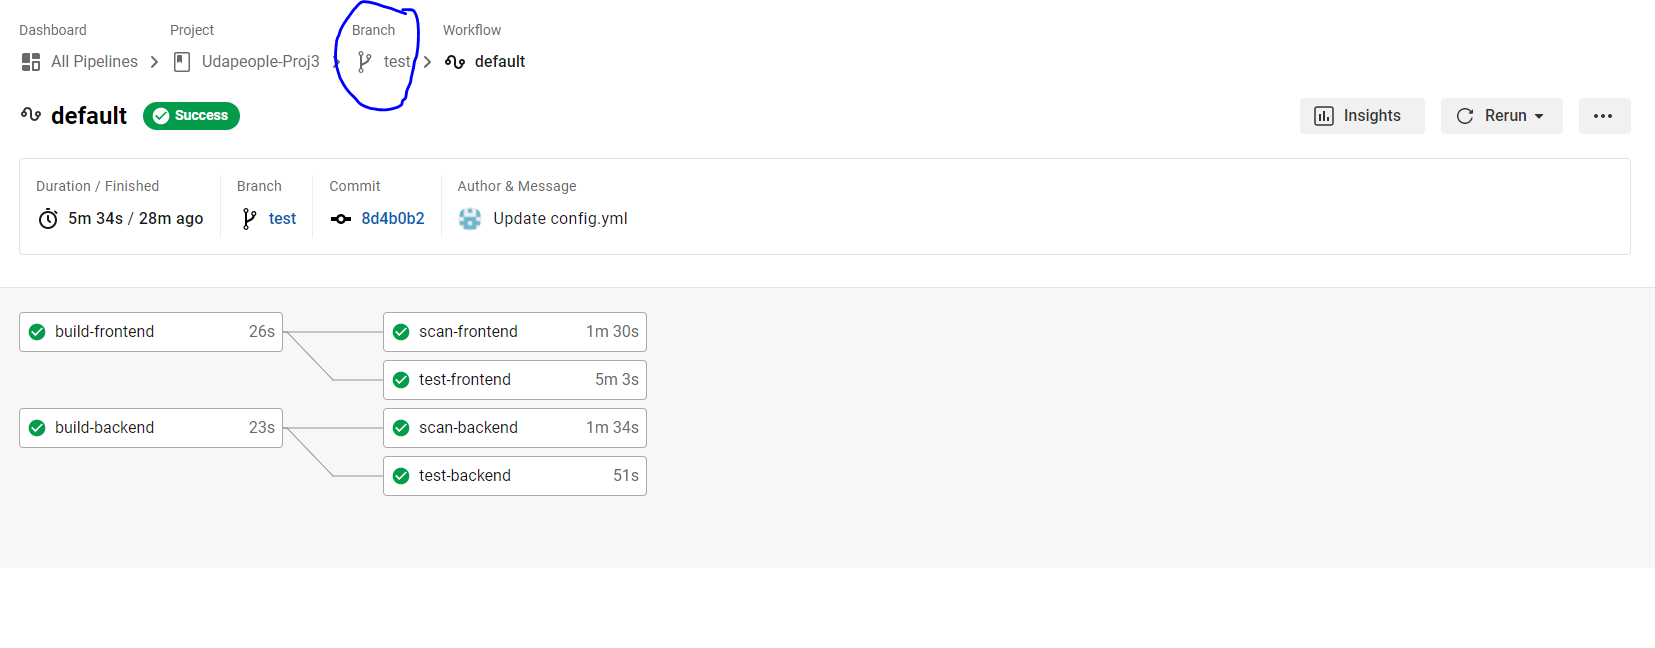 Dashboard Project Branch Workflow
All Pipelines Udapeople-Proj3 test default
default Success Insights Rerun
Duration / Finished Branch Commit Author & Message
5m 34s / 28m ago test 8d4b0b2 Update config.yml
build-frontend 26s scan-frontend 1m 30s
test-frontend 5m 3s
build-backend 23s scan-backend 1m 34s
test-backend 51s